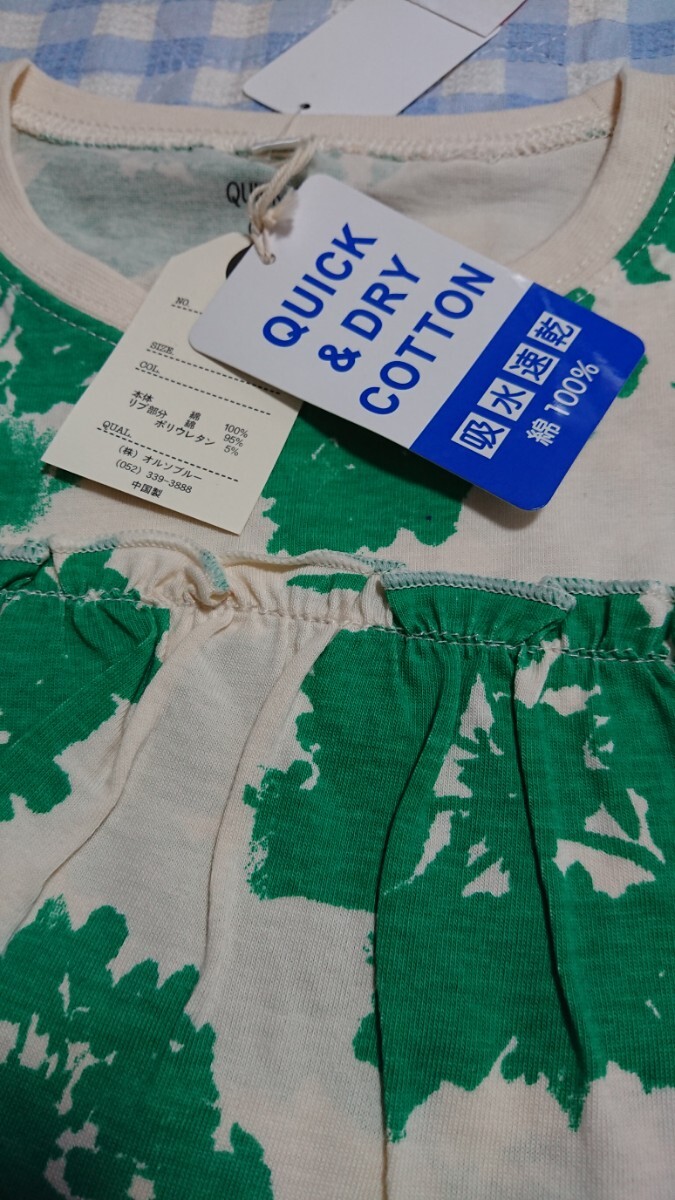 QUICK
& DRY
COTTON
吸水速乾
綿 100%
NO.
SIZE
COL.
本体 綿 100%
リブ部分 綿 95%
ポリウレタン 5%
QUAL.
(株) オルソブルー
(052) 339-3888
中国製